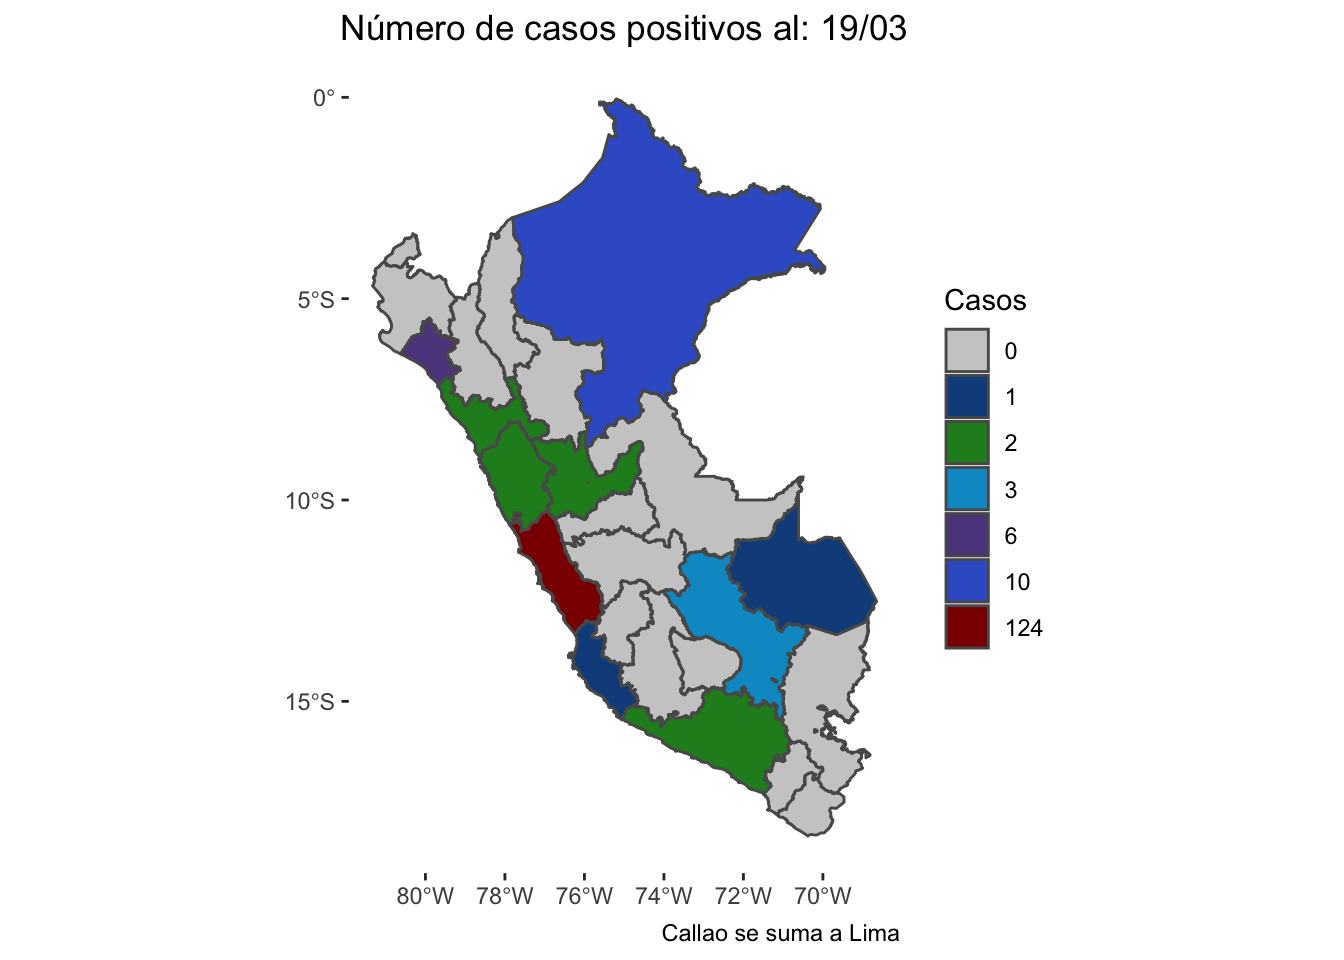 Número de casos positivos al: 19/03
0°
5°S
10°S
15°S
80°W 78°W 76°W 74°W 72°W 70°W
Casos
0
1
2
3
6
10
124
Callao se suma a Lima